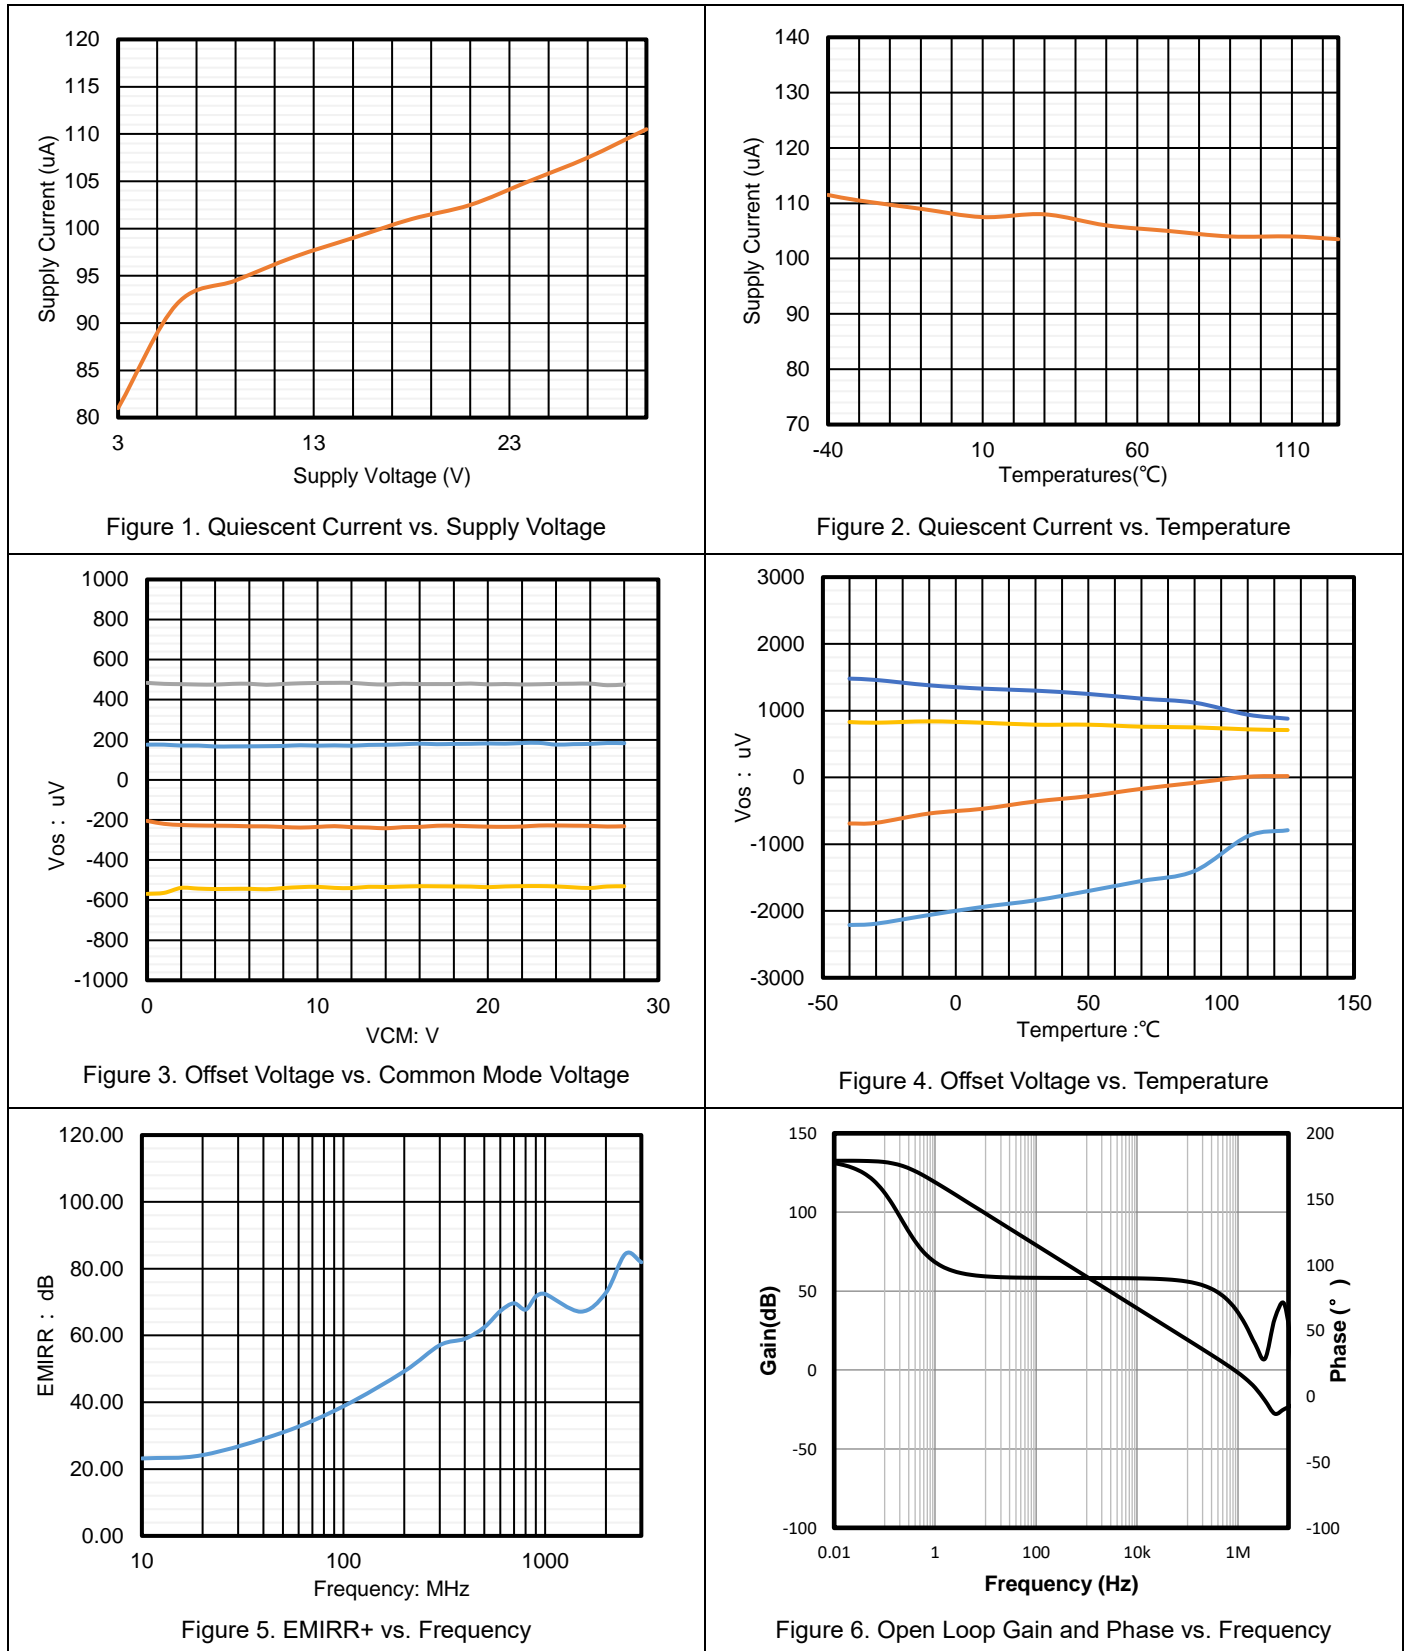 120
115
110
105
100
95
90
85
80
Supply Current (uA)
3 13 23
Supply Voltage (V)
Figure 1. Quiescent Current vs. Supply Voltage
140
130
120
110
100
90
80
70
Supply Current (uA)
-40 10 60 110
Temperatures(℃)
Figure 2. Quiescent Current vs. Temperature
1000
800
600
400
200
0
-200
-400
-600
-800
-1000
Vos : uV
0 10 20 30
VCM: V
Figure 3. Offset Voltage vs. Common Mode Voltage
3000
2000
1000
0
-1000
-2000
-3000
Vos : uV
-50 0 50 100 150
Temperture :℃
Figure 4. Offset Voltage vs. Temperature
120.00
100.00
80.00
60.00
40.00
20.00
0.00
EMIRR : dB
10 100 1000
Frequency: MHz
Figure 5. EMIRR+ vs. Frequency
150
100
50
0
-50
-100
Gain(dB)
200
150
100
50
0
-50
-100
Phase (° )
0.01 1 100 10k 1M
Frequency (Hz)
Figure 6. Open Loop Gain and Phase vs. Frequency